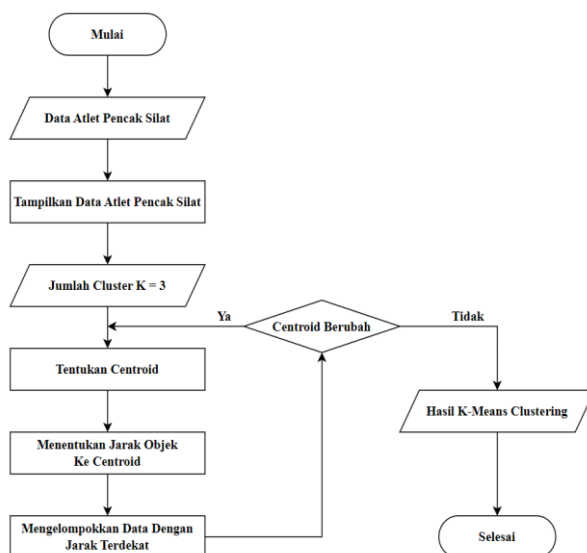 Mulai
Data Atlet Pencak Silat
Tampilkan Data Atlet Pencak Silat
Jumlah Cluster K = 3
Ya
Centroid Berubah
Tidak
Tentukan Centroid
Hasil K-Means Clustering
Menentukan Jarak Objek
Ke Centroid
Mengelompokkan Data Dengan
Jarak Terdekat
Selesai